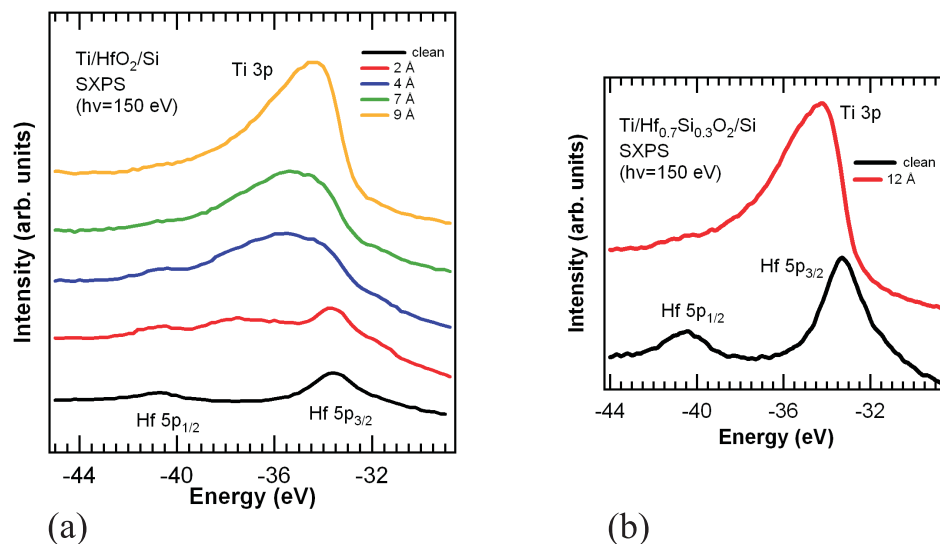 Ti/HfO2/Si
SXPS
(hν=150 eV)
Ti 3p
clean
2 Å
4 Å
7 Å
9 Å
Hf 5p1/2
Hf 5p3/2
Intensity (arb. units)
-44
-40
-36
-32
Energy (eV)
(a)
Ti/Hf0.7Si0.3O2/Si
SXPS
(hν=150 eV)
Ti 3p
clean
12 Å
Hf 5p3/2
Hf 5p1/2
Intensity (arb. units)
-44
-40
-36
-32
Energy (eV)
(b)